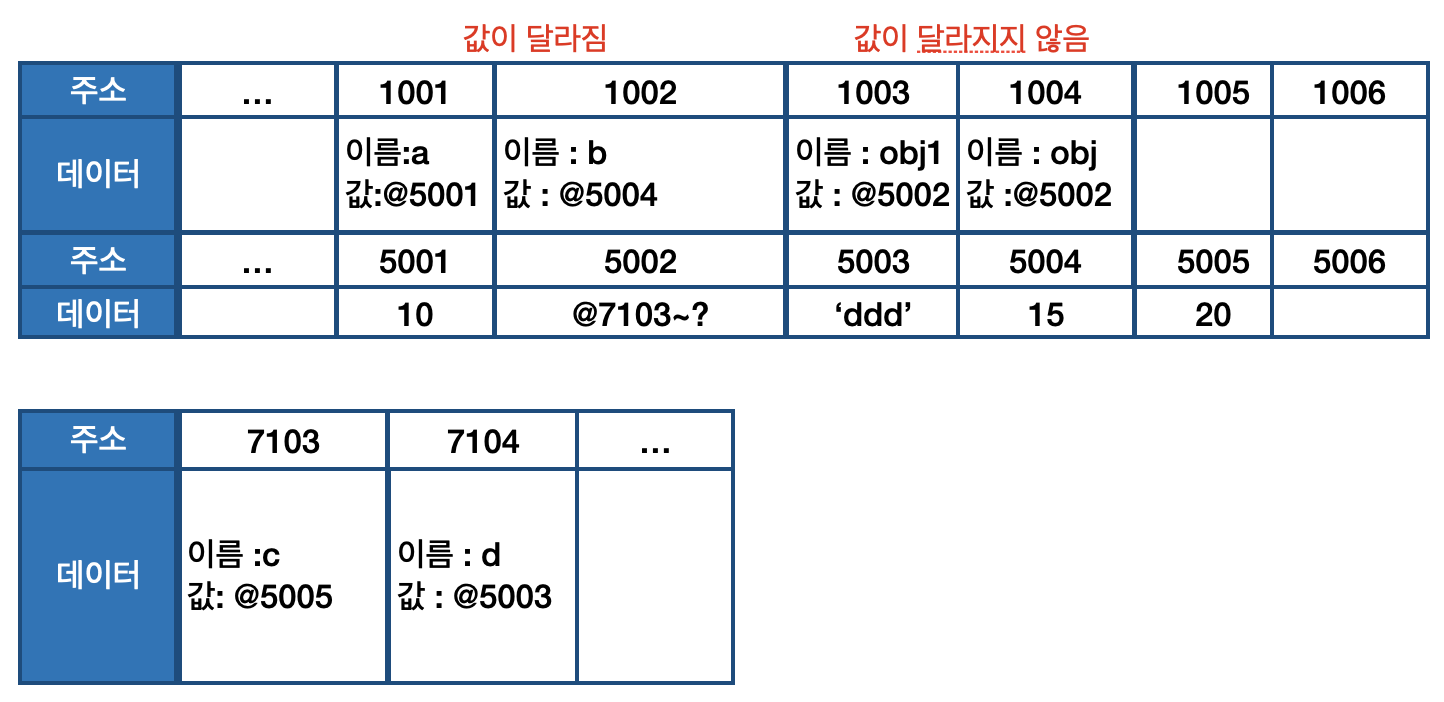 값이 달라짐 값이 달라지지 않음
주소 ... 1001 1002 1003 1004 1005 1006
데이터 이름:a 이름 : b 이름 : obj1 이름 : obj
값:@5001 값 : @5004 값 : @5002 값 :@5002
주소 ... 5001 5002 5003 5004 5005 5006
데이터 10 @7103~? ‘ddd’ 15 20
주소 7103 7104 ...
데이터 이름 :c 이름 : d
값: @5005 값 : @5003